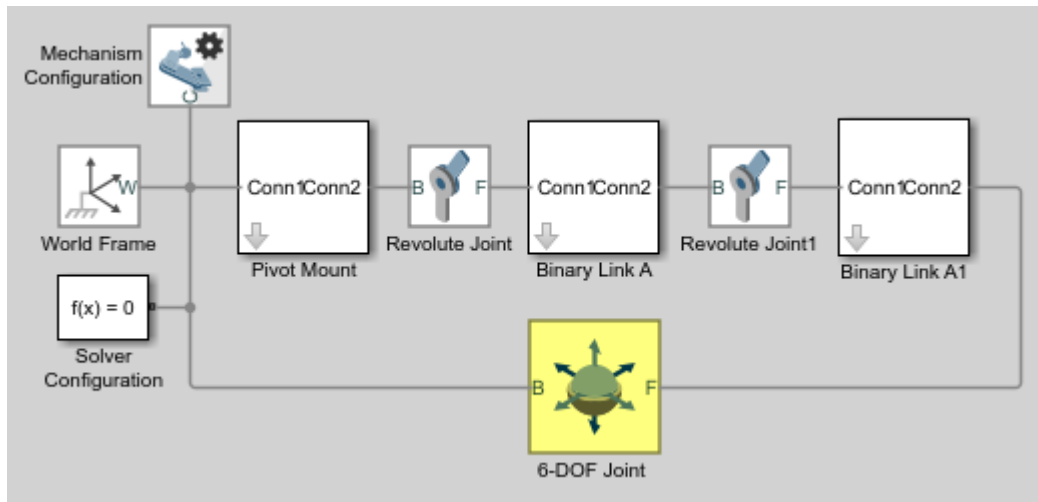 Mechanism
Configuration
C
W
World Frame
Conn1Conn2
Pivot Mount
B F
Revolute Joint
Conn1Conn2
Binary Link A
B F
Revolute Joint1
Conn1Conn2
Binary Link A1
f(x) = 0
Solver
Configuration
B F
6-DOF Joint